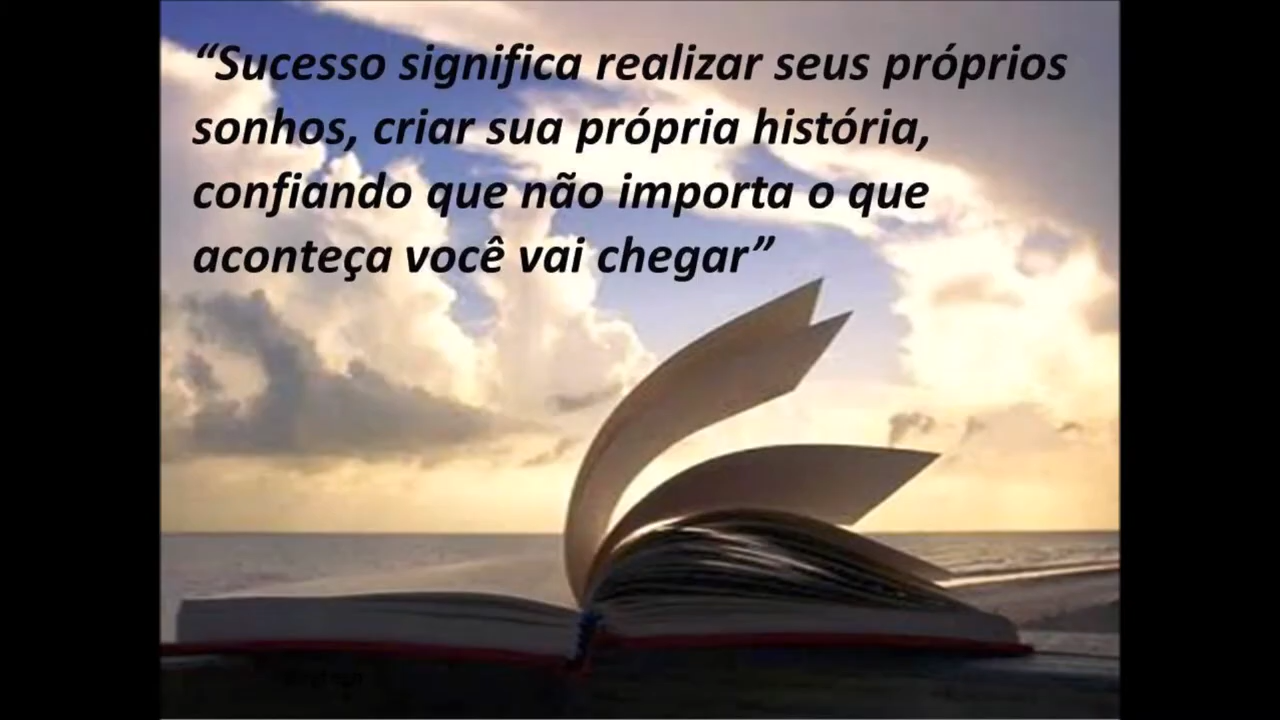 “Sucesso significa realizar seus próprios
sonhos, criar sua própria história,
confiando que não importa o que
aconteça você vai chegar”